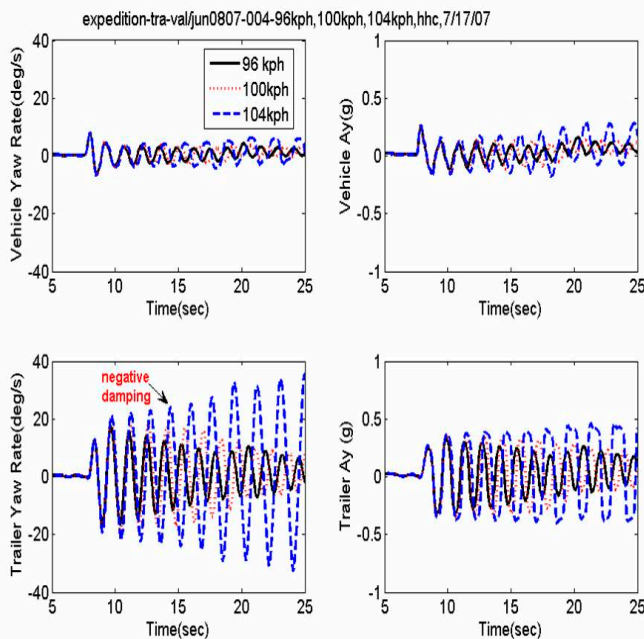 expedition-tra-val/jun0807-004-96kph,100kph,104kph,hhc,7/17/07
Vehicle Yaw Rate(deg/s)
40
20
0
-20
-40
5 10 15 20 25
Time(sec)
96 kph
100kph
104kph
Vehicle Ay(g)
1
0.5
0
-0.5
-1
5 10 15 20 25
Time(sec)
Trailer Yaw Rate(deg/s)
40
20
0
-20
-40
5 10 15 20 25
Time(sec)
negative
damping
Trailer Ay (g)
1
0.5
0
-0.5
-1
5 10 15 20 25
Time(sec)